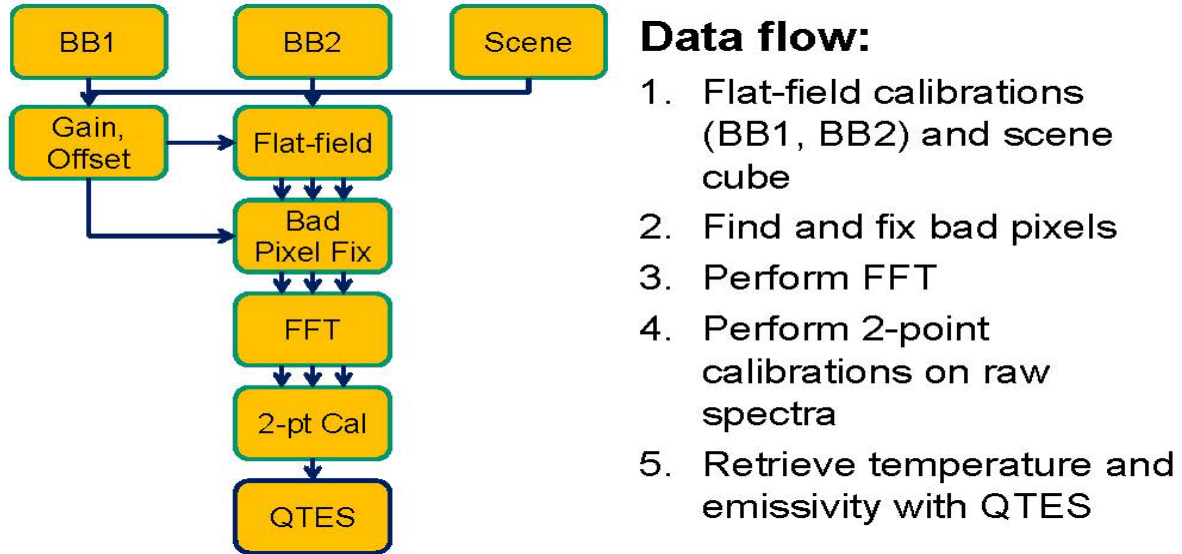 BB1
BB2
Scene
Gain,
Offset
Flat-field
Bad
Pixel Fix
FFT
2-pt Cal
QTES
Data flow:
1. Flat-field calibrations
(BB1, BB2) and scene
cube
2. Find and fix bad pixels
3. Perform FFT
4. Perform 2-point
calibrations on raw
spectra
5. Retrieve temperature and
emissivity with QTES